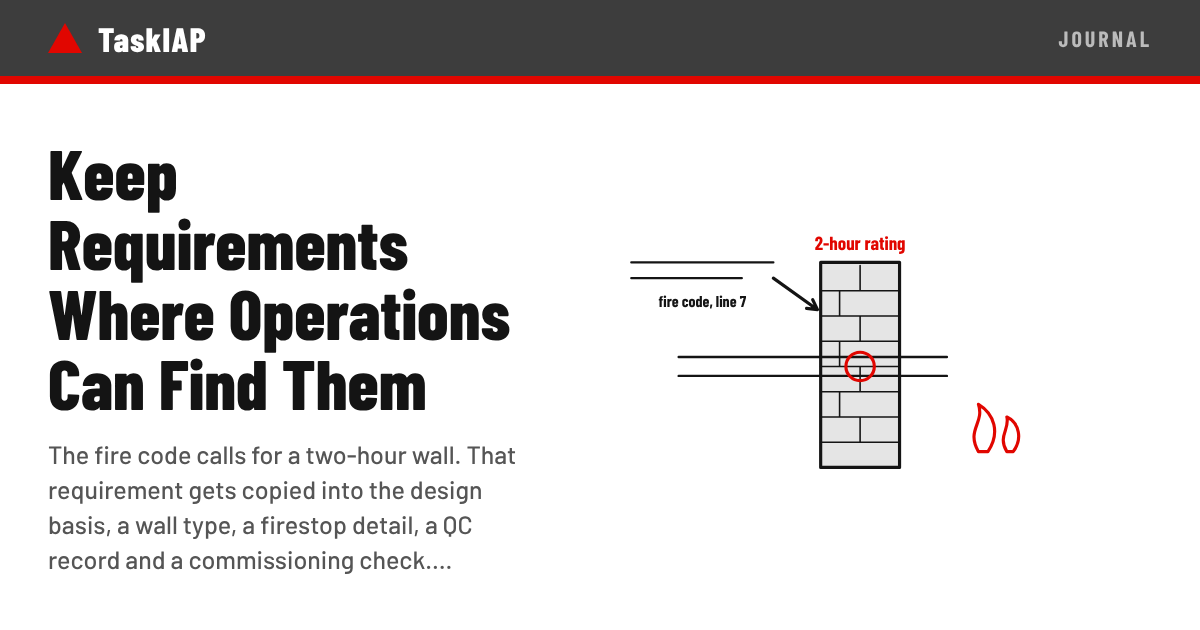 TaskIAP
JOURNAL
Keep
Requirements
Where Operations
Can Find Them
The fire code calls for a two-hour wall. That
requirement gets copied into the design
basis, a wall type, a firestop detail, a QC
record and a commissioning check....
2-hour rating
fire code, line 7